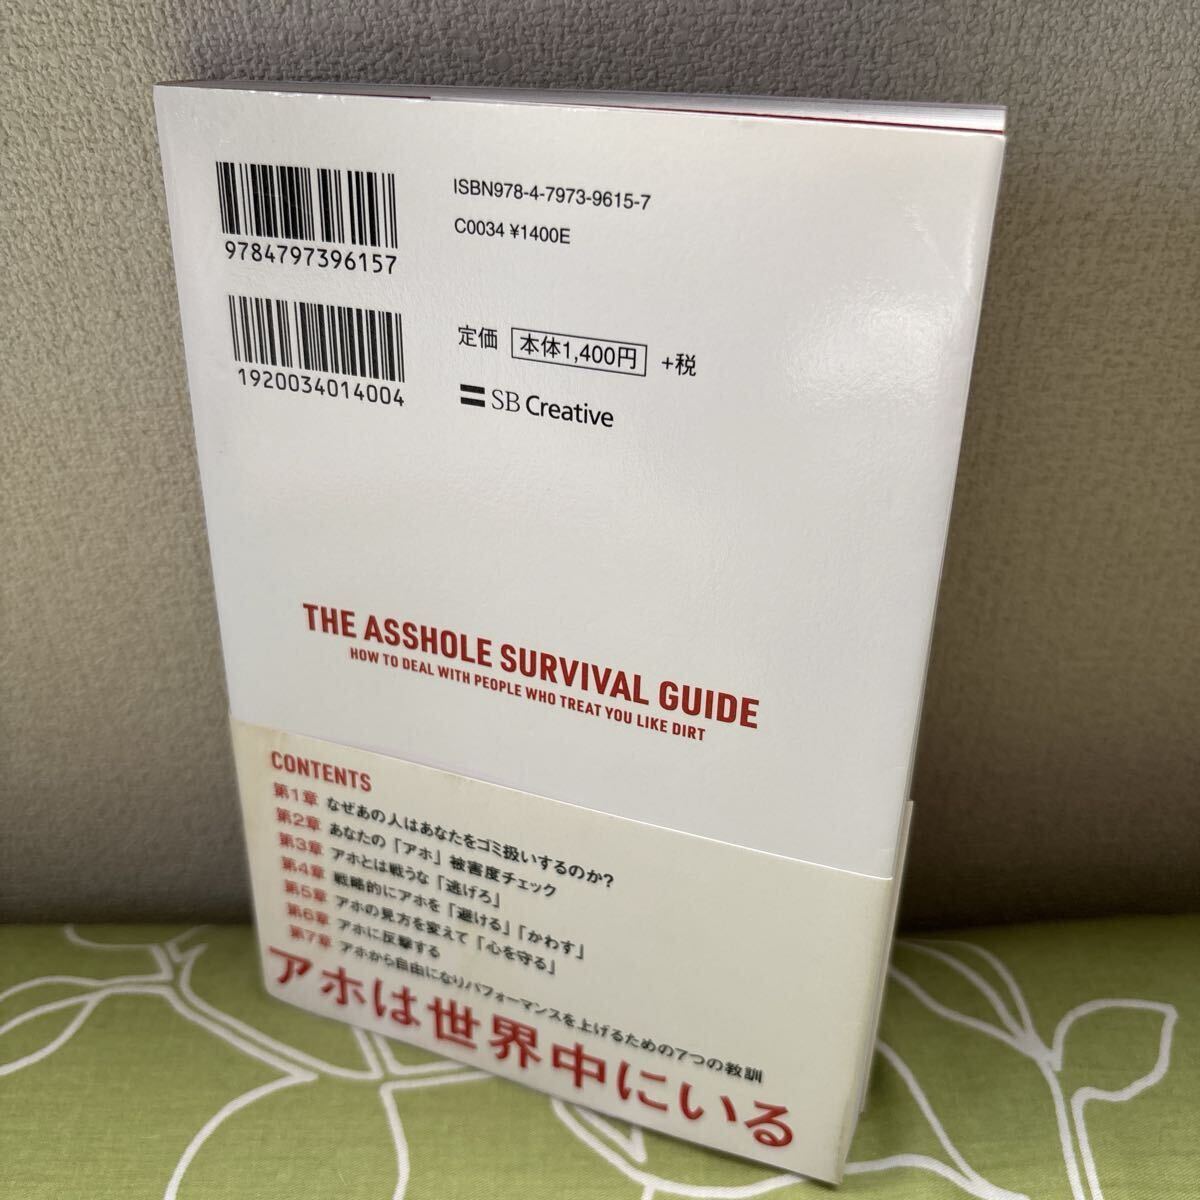 9784797396157
ISBN978-4-7973-9615-7
C0034 ¥1400E
1920034014004
定価 本体1,400円 +税
SB Creative
THE ASSHOLE SURVIVAL GUIDE
HOW TO DEAL WITH PEOPLE WHO TREAT YOU LIKE DIRT
CONTENTS
第1章 なぜあの人はあなたをゴミ扱いするのか?
第2章 あなたの「アホ」被害度チェック
第3章 アホとは戦うな「逃げろ」
第4章 戦略的にアホを「避ける」「かわす」
第5章 アホの見方を変えて「心を守る」
第6章 アホに反撃する
第7章 アホから自由になりパフォーマンスを上げるための7つの教訓
アホは世界中にいる